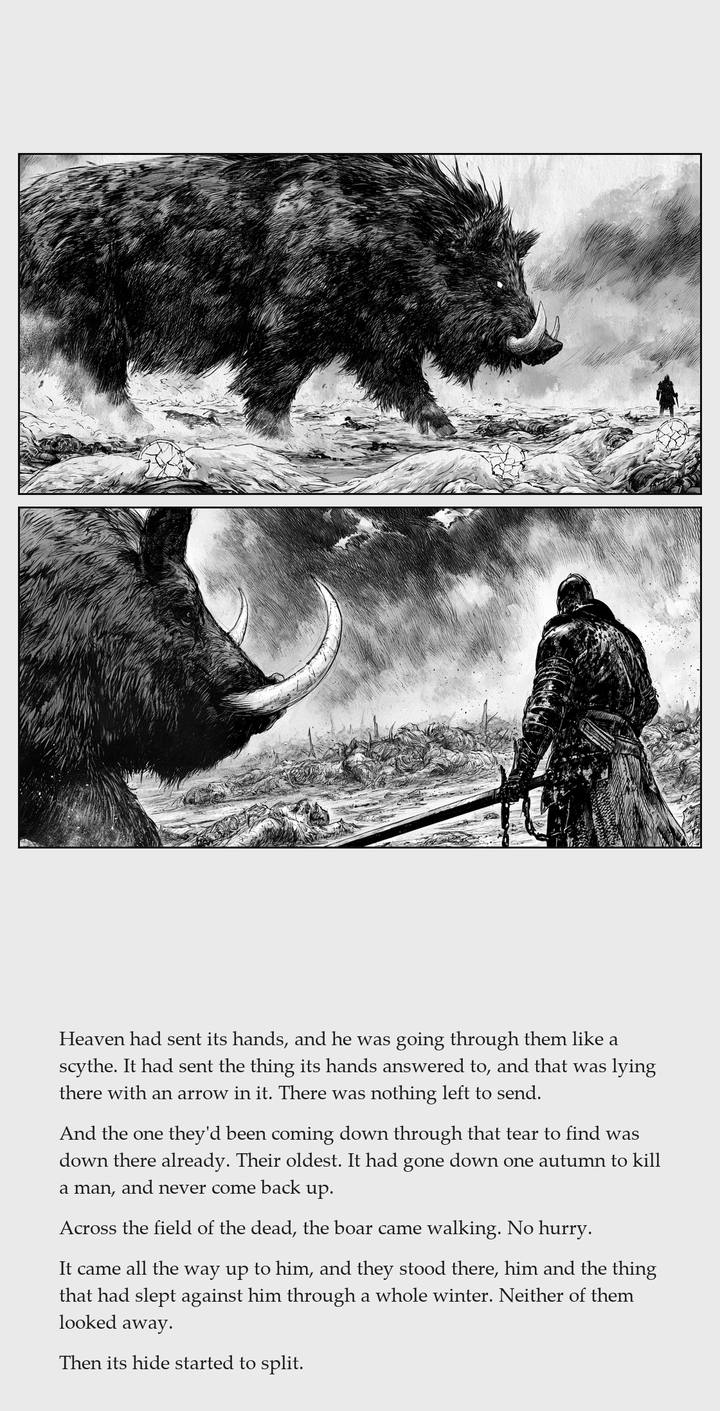 Heaven had sent its hands, and he was going through them like a
scythe. It had sent the thing its hands answered to, and that was lying
there with an arrow in it. There was nothing left to send.
And the one they'd been coming down through that tear to find was
down there already. Their oldest. It had gone down one autumn to kill
a man, and never come back up.
Across the field of the dead, the boar came walking. No hurry.
It came all the way up to him, and they stood there, him and the thing
that had slept against him through a whole winter. Neither of them
looked away.
Then its hide started to split.